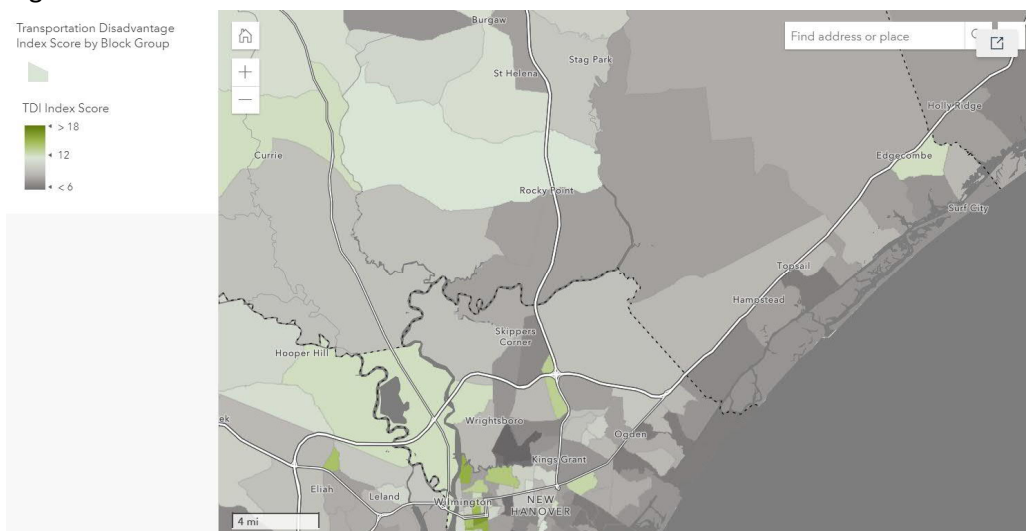 Transportation Disadvantage
Index Score by Block Group
TDI Index Score
> 18
12
< 6
Find address or place
Burgaw
Stag Park
St Helena
Holly Ridge
Currie
Edgecombe
Rocky Point
Surf City
Topsail
Hampstead
Skippers
Corner
Hooper Hill
Wrightsboro
Ogden
Kings Grant
Eliah
Leland
Wilmington
NEW
HANOVER
4 mi